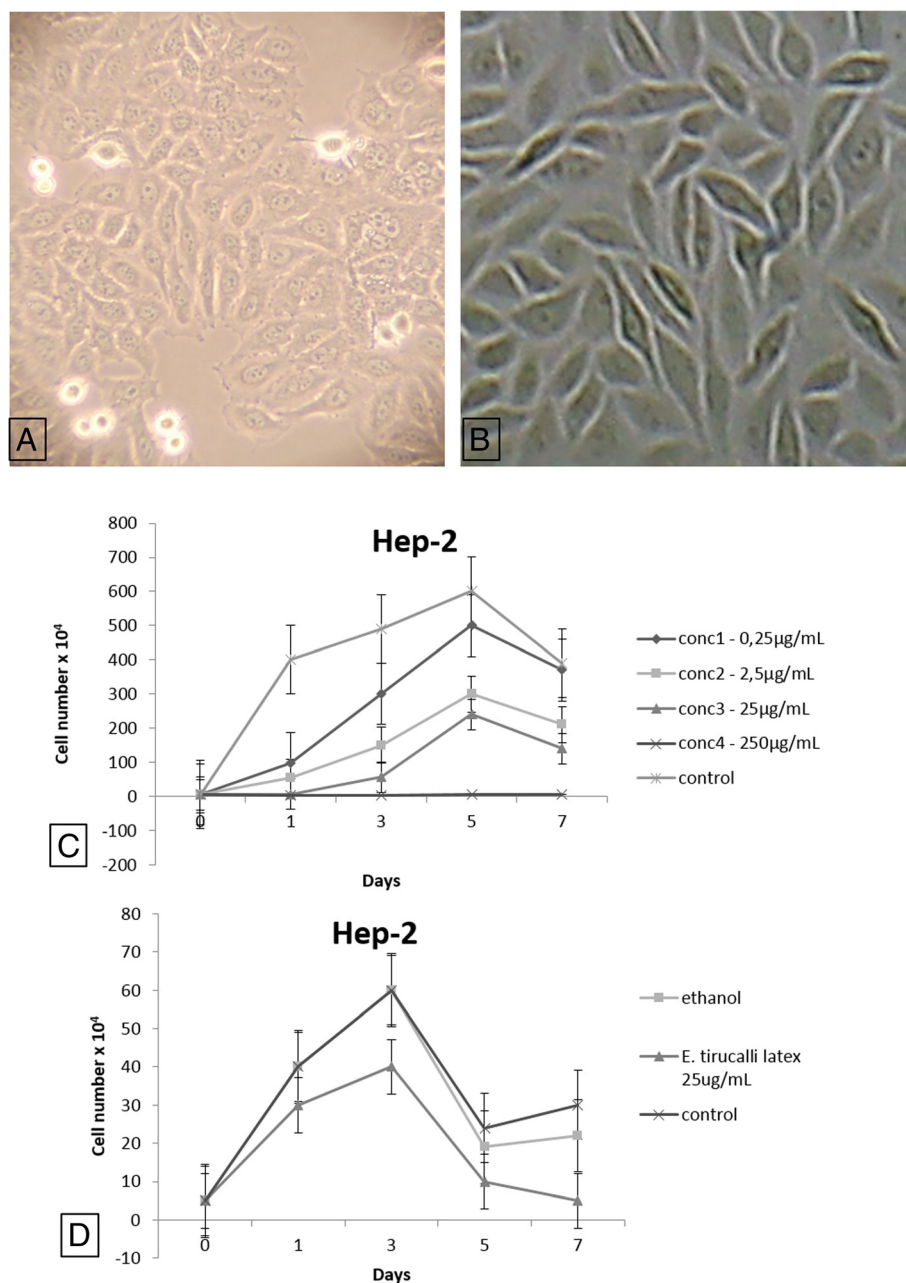 A
B
Hep-2
800
700
600
500
400
300
200
100
0
-100
-200
Cell number x 10⁴
0 1 3 5 7
Days
conc1 - 0,25µg/mL
conc2 - 2,5µg/mL
conc3 - 25µg/mL
conc4 - 250µg/mL
control
C
Hep-2
80
70
60
50
40
30
20
10
0
-10
Cell number x 10⁴
0 1 3 5 7
Days
ethanol
E. tirucalli latex
25ug/mL
control
D